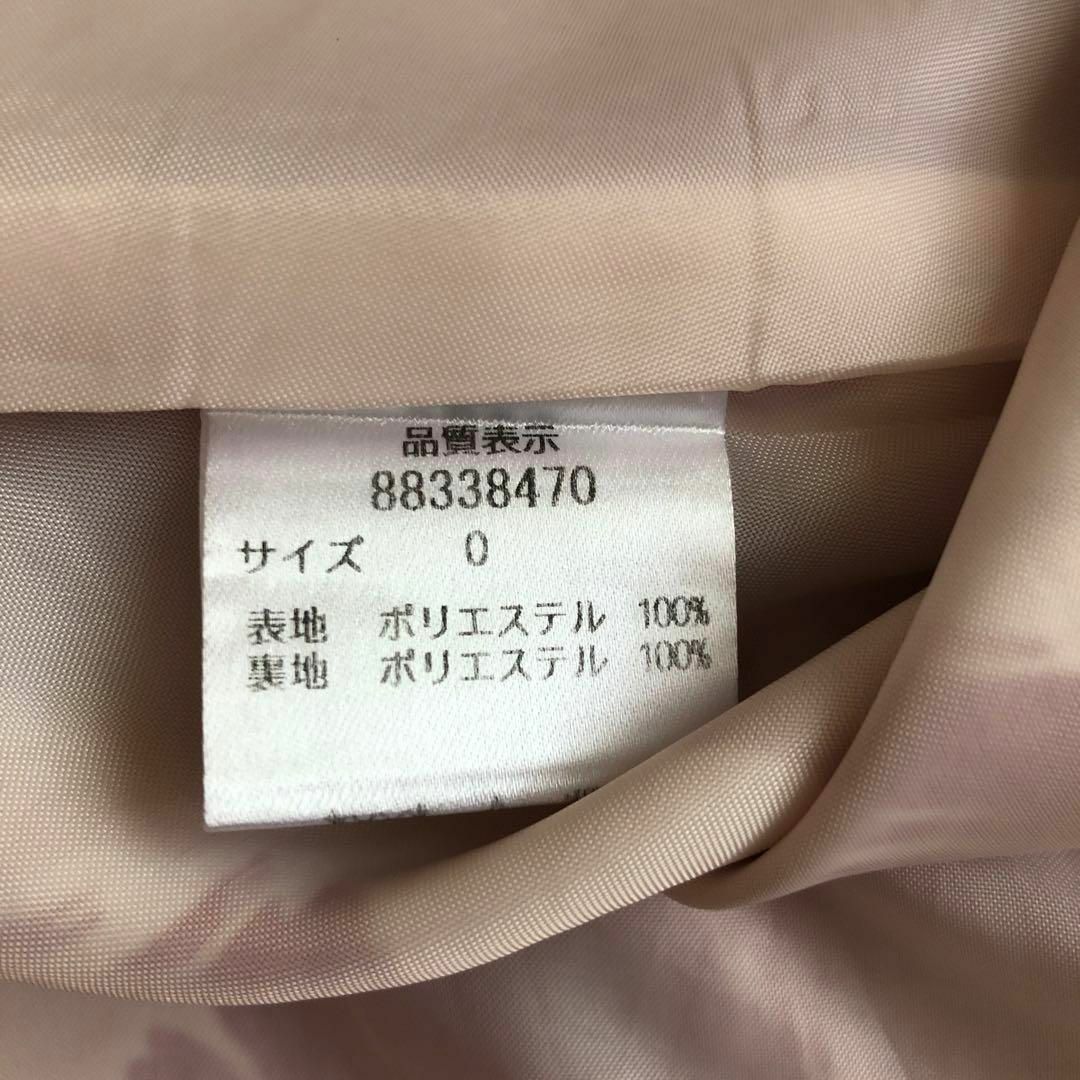 品質表示
88338470
サイズ 0
表地 ポリエステル 100%
裏地 ポリエステル 100%